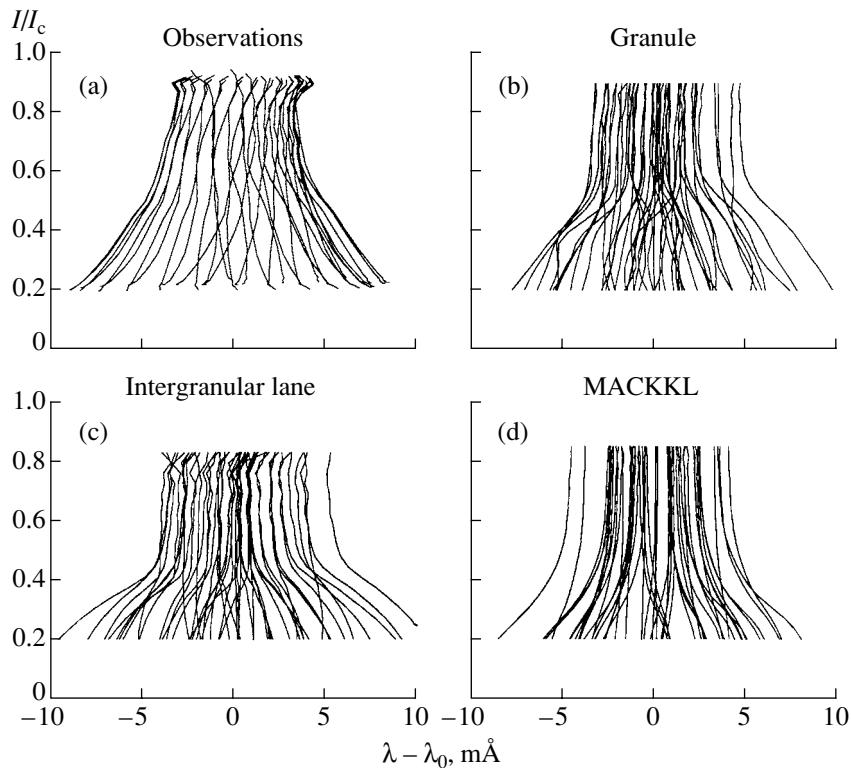 I/Ic
Observations
Granule
1.0
(a)
(b)
0.8
0.6
0.4
0.2
0
Intergranular lane
MACKKL
1.0
(c)
(d)
0.8
0.6
0.4
0.2
0
−10 −5 0 5 10
−10 −5 0 5 10
λ − λ0, mÅ